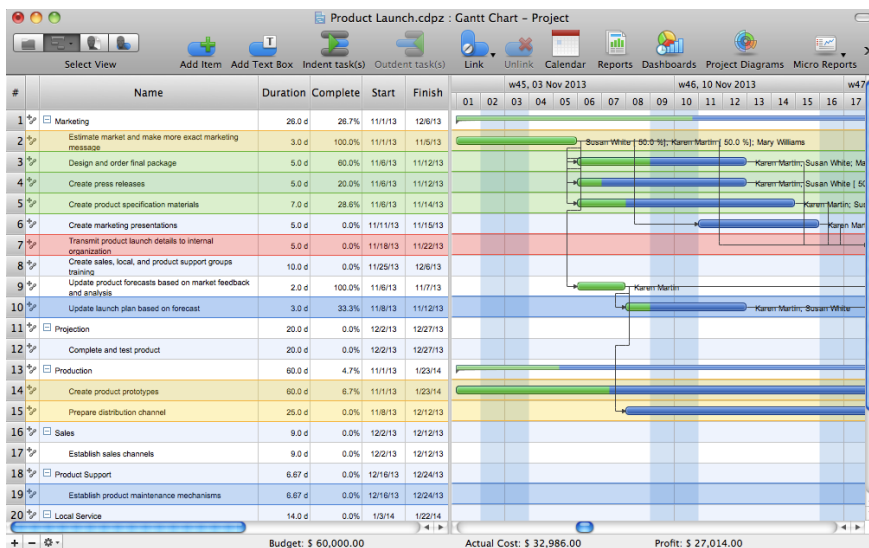 Product Launch.cdpz : Gantt Chart - Project
Select View Add Item Add Text Box Indent task(s) Outdent task(s) Link Unlink Calendar Reports Dashboards Project Diagrams Micro Reports
# Name Duration Complete Start Finish w45, 03 Nov 2013 w46, 10 Nov 2013 w47
01 02 03 04 05 06 07 08 09 10 11 12 13 14 15 16 17
1 Marketing 26.0 d 26.7% 11/1/13 12/6/13
2 Estimate market and make more exact marketing message 3.0 d 100.0% 11/1/13 11/5/13 Susan White [ 50.0 %]; Karen Martin [ 50.0 %]; Mary Williams
3 Design and order final package 5.0 d 60.0% 11/6/13 11/12/13 Karen Martin; Susan White; Ma
4 Create press releases 5.0 d 20.0% 11/6/13 11/12/13 Karen Martin; Susan White [ 50
5 Create product specification materials 7.0 d 28.6% 11/6/13 11/14/13 Karen Martin; Sus
6 Create marketing presentations 5.0 d 0.0% 11/11/13 11/15/13 Karen Mar
7 Transmit product launch details to internal organization 5.0 d 0.0% 11/18/13 11/22/13
8 Create sales, local, and product support groups training 10.0 d 0.0% 11/25/13 12/6/13
9 Update product forecasts based on market feedback and analysis 2.0 d 100.0% 11/6/13 11/7/13 Karen Martin
10 Update launch plan based on forecast 3.0 d 33.3% 11/8/13 11/12/13 Karen Martin; Susan White
11 Projection 20.0 d 0.0% 12/2/13 12/27/13
12 Complete and test product 20.0 d 0.0% 12/2/13 12/27/13
13 Production 60.0 d 4.7% 11/1/13 1/23/14
14 Create product prototypes 60.0 d 6.7% 11/1/13 1/23/14
15 Prepare distribution channel 25.0 d 0.0% 11/8/13 12/12/13
16 Sales 9.0 d 0.0% 12/2/13 12/12/13
17 Establish sales channels 9.0 d 0.0% 12/2/13 12/12/13
18 Product Support 6.67 d 0.0% 12/16/13 12/24/13
19 Establish product maintenance mechanisms 6.67 d 0.0% 12/16/13 12/24/13
20 Local Service 14.0 d 0.0% 1/3/14 1/22/14
Budget: $ 60,000.00 Actual Cost: $ 32,986.00 Profit: $ 27,014.00